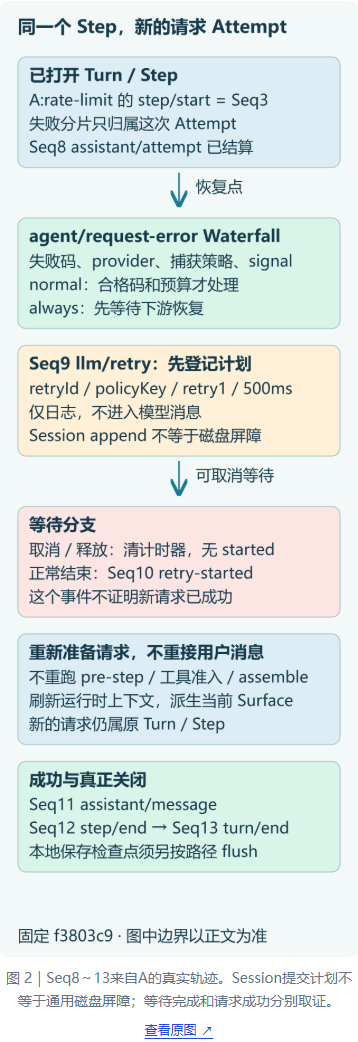 同一个 Step，新的请求 Attempt
已打开 Turn / Step
A:rate-limit 的 step/start = Seq3
失败分片只归属这次 Attempt
Seq8 assistant/attempt 已结算
恢复点
agent/request-error Waterfall
失败码、provider、捕获策略、signal
normal：合格码和预算才处理
always：先等待下游恢复
Seq9 llm/retry：先登记计划
retryId / policyKey / retry1 / 500ms
仅日志，不进入模型消息
Session append 不等于磁盘屏障
可取消等待
等待分支
取消 / 释放：清计时器，无 started
正常结束：Seq10 retry-started
这个事件不证明新请求已成功
重新准备请求，不重接用户消息
不重跑 pre-step / 工具准入 / assemble
刷新运行时上下文，派生当前 Surface
新的请求仍属原 Turn / Step
成功与真正关闭
Seq11 assistant/message
Seq12 step/end → Seq13 turn/end
本地保存检查点须另按路径 flush
固定 f3803c9 · 图中边界以正文为准
图 2｜Seq8～13来自A的真实轨迹。Session提交计划不
等于通用磁盘屏障；等待完成和请求成功分别取证。
查看原图 ↗